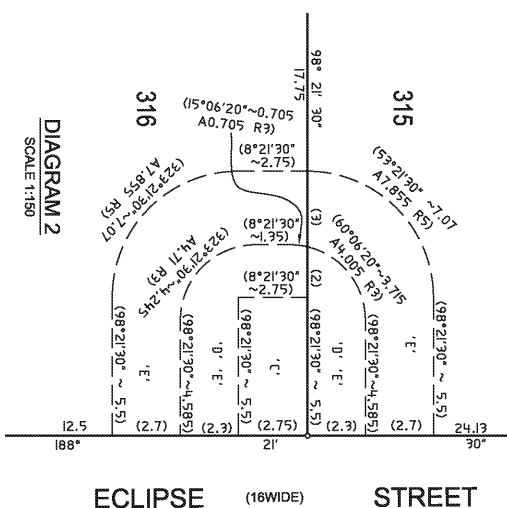 98° 21' 30"
17.75
316
315
(15°06'20"~0.705
A0.705 R3)
DIAGRAM 2
SCALE 1:150
(323°21'30"~7.07
A7.855 R5)
(8°21'30"
~2.75)
(53°21'30"~7.07
A7.855 R5)
(3)
(8°21'30"
~1.35)
(323°21'30"~4.245
A4.71 R3)
(60°06'20"~3.715
A4.005 R3)
(2)
(8°21'30"
~2.75)
(98°21'30" ~ 5.5)
'E'
(98°21'30"~4.585)
'D' 'E'
(98°21'30" ~ 5.5)
'C'
(98°21'30" ~ 5.5)
'D' 'E'
(98°21'30"~4.585)
'E'
(98°21'30" ~ 5.5)
12.5
(2.7)
(2.3)
(2.75)
(2.3)
(2.7)
24.13
188°
21'
30"
ECLIPSE (16WIDE) STREET